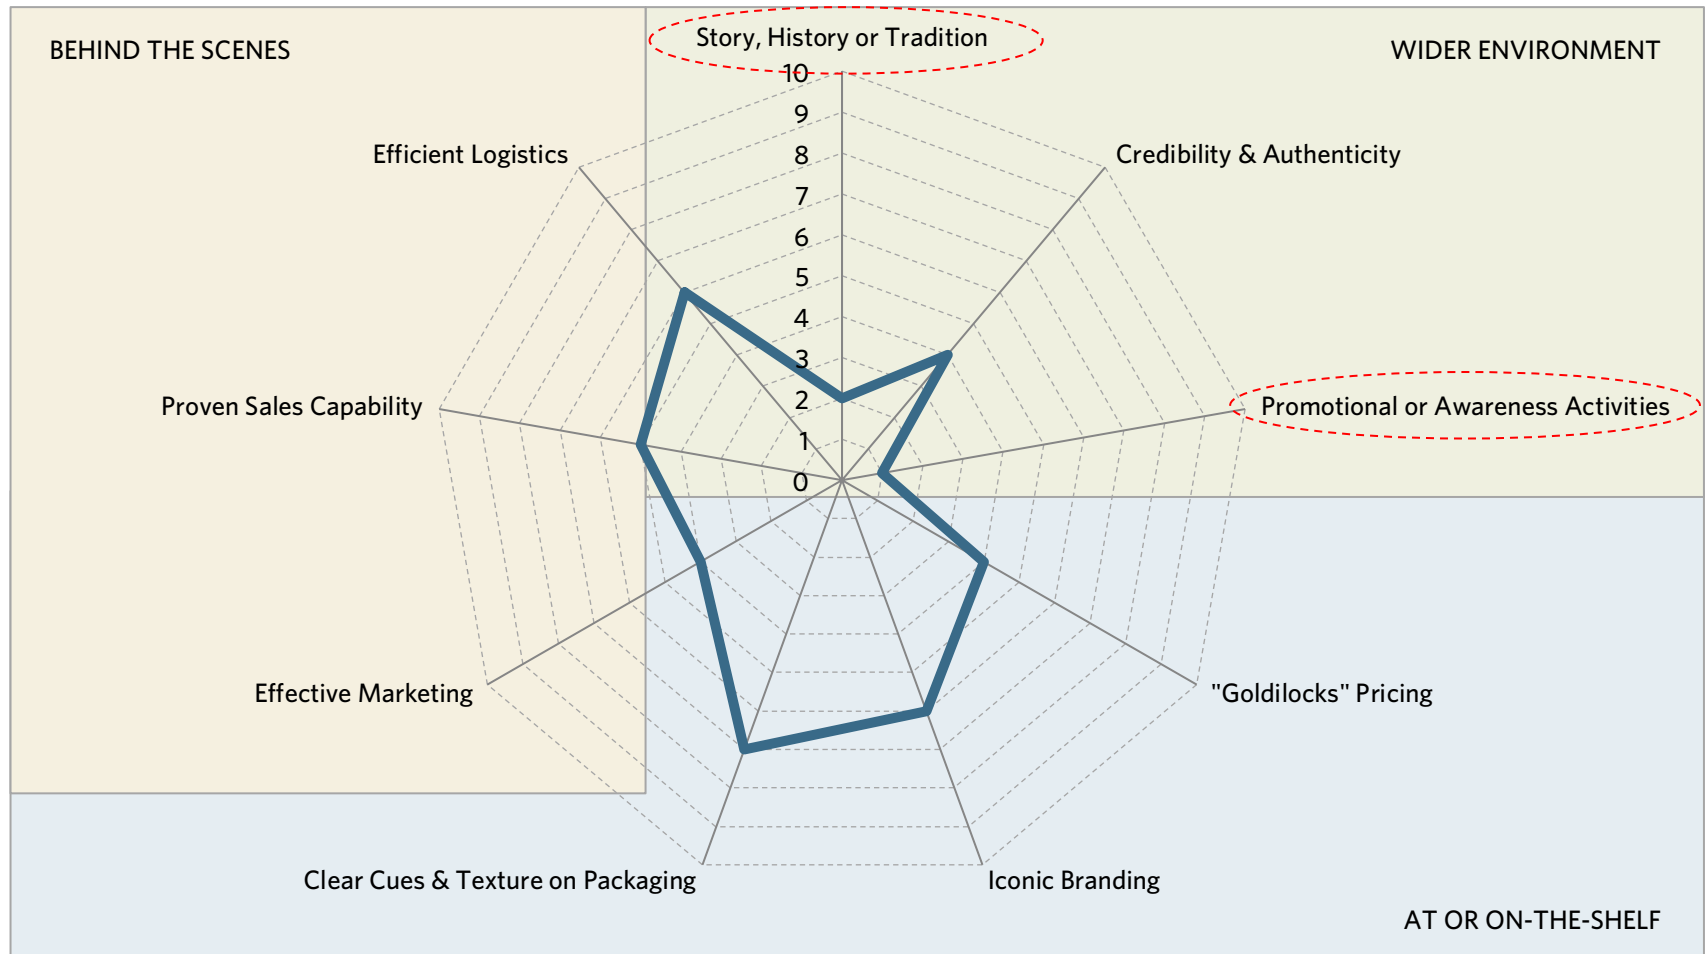 BEHIND THE SCENES
Story, History or Tradition
WIDER ENVIRONMENT
10
9
8
7
6
5
4
3
2
1
0
Efficient Logistics
Credibility & Authenticity
Proven Sales Capability
Promotional or Awareness Activities
Effective Marketing
"Goldilocks" Pricing
Clear Cues & Texture on Packaging
Iconic Branding
AT OR ON-THE-SHELF